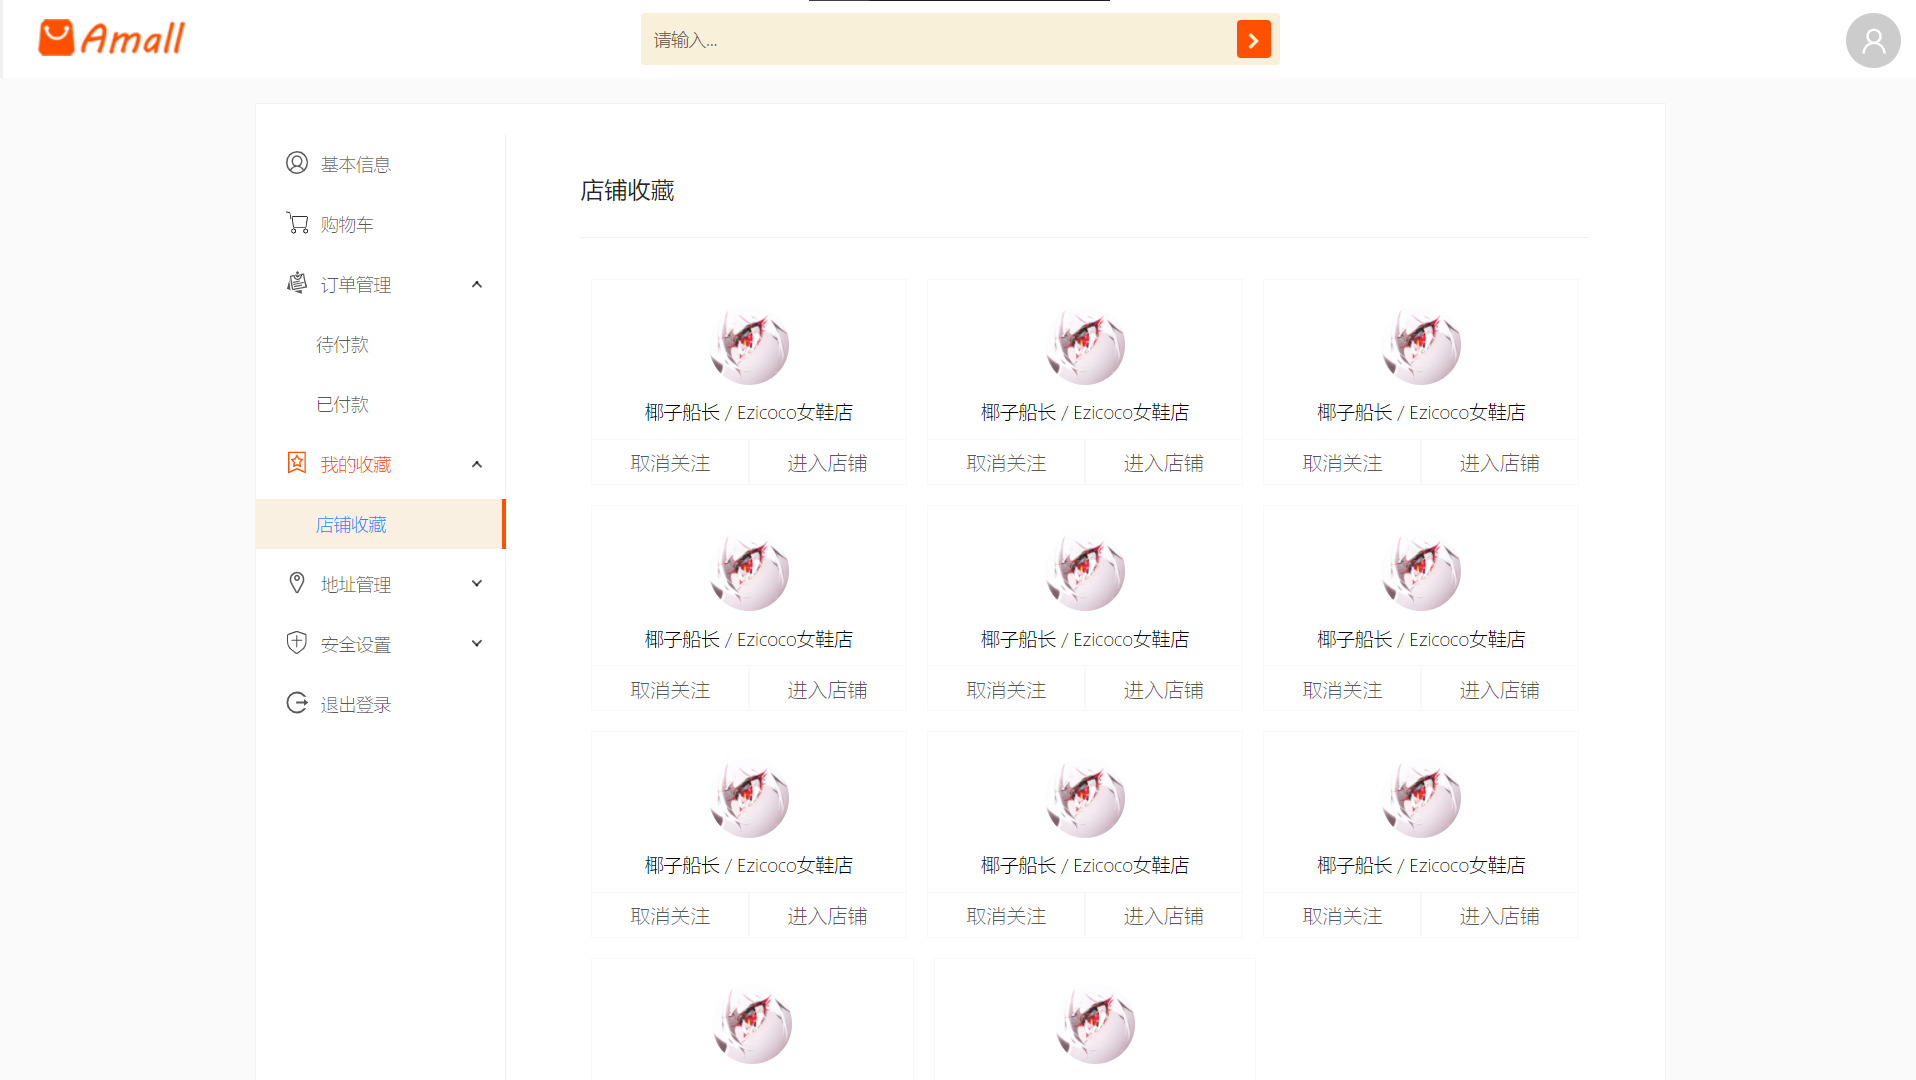 Amall
请输入...
基本信息
购物车
订单管理
待付款
已付款
我的收藏
店铺收藏
地址管理
安全设置
退出登录
店铺收藏
椰子船长 / Ezicoco女鞋店
椰子船长 / Ezicoco女鞋店
椰子船长 / Ezicoco女鞋店
取消关注 进入店铺 取消关注 进入店铺 取消关注 进入店铺
椰子船长 / Ezicoco女鞋店
椰子船长 / Ezicoco女鞋店
椰子船长 / Ezicoco女鞋店
取消关注 进入店铺 取消关注 进入店铺 取消关注 进入店铺
椰子船长 / Ezicoco女鞋店
椰子船长 / Ezicoco女鞋店
椰子船长 / Ezicoco女鞋店
取消关注 进入店铺 取消关注 进入店铺 取消关注 进入店铺